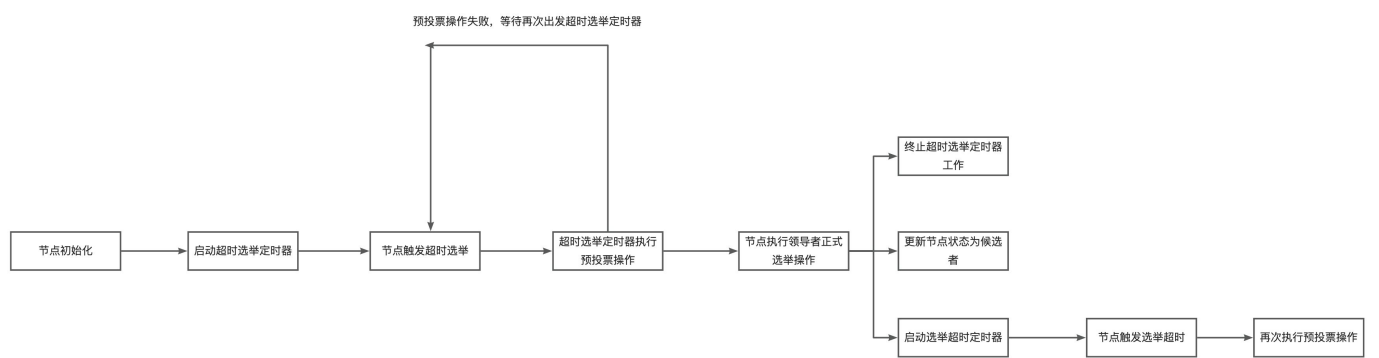 预投票操作失败，等待再次出发超时选举定时器
节点初始化
启动超时选举定时器
节点触发超时选举
超时选举定时器执行
预投票操作
节点执行领导者正式
选举操作
终止超时选举定时器
工作
更新节点状态为候选
者
启动选举超时定时器
节点触发选举超时
再次执行预投票操作